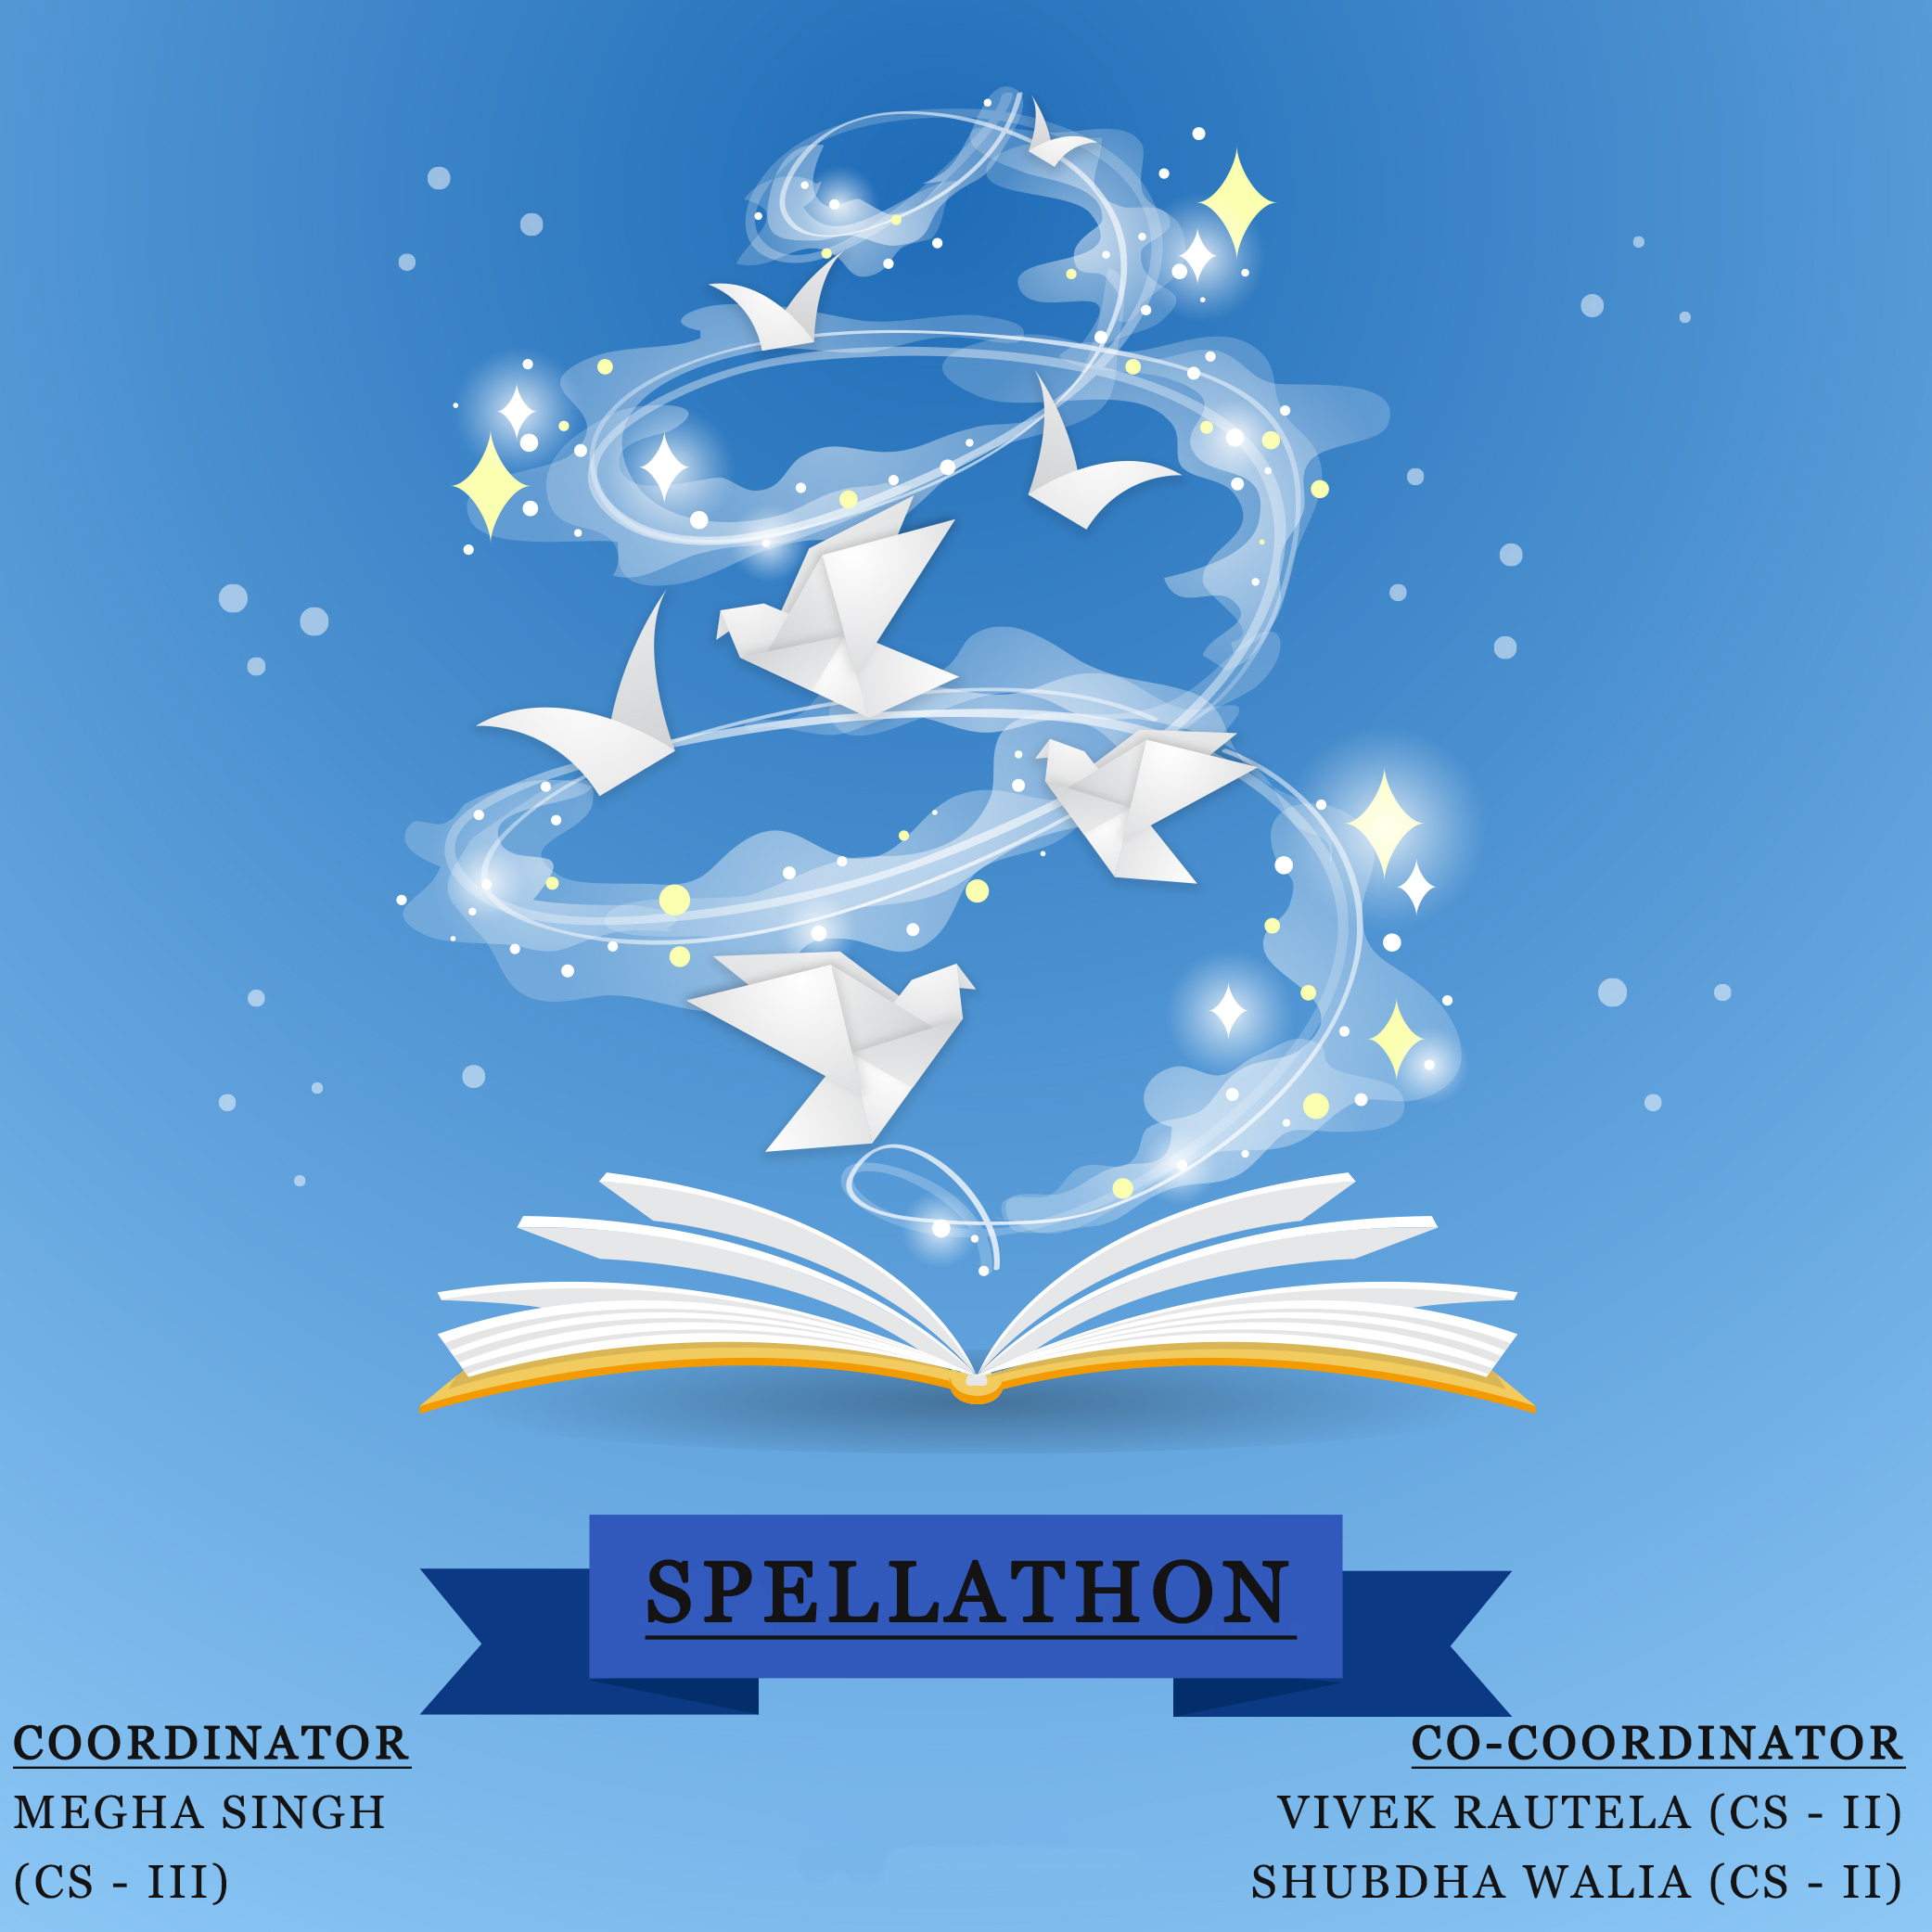 SPELLATHON
COORDINATOR
MEGHA SINGH
(CS - III)
CO-COORDINATOR
VIVEK RAUTELA (CS - II)
SHUBDHA WALIA (CS - II)